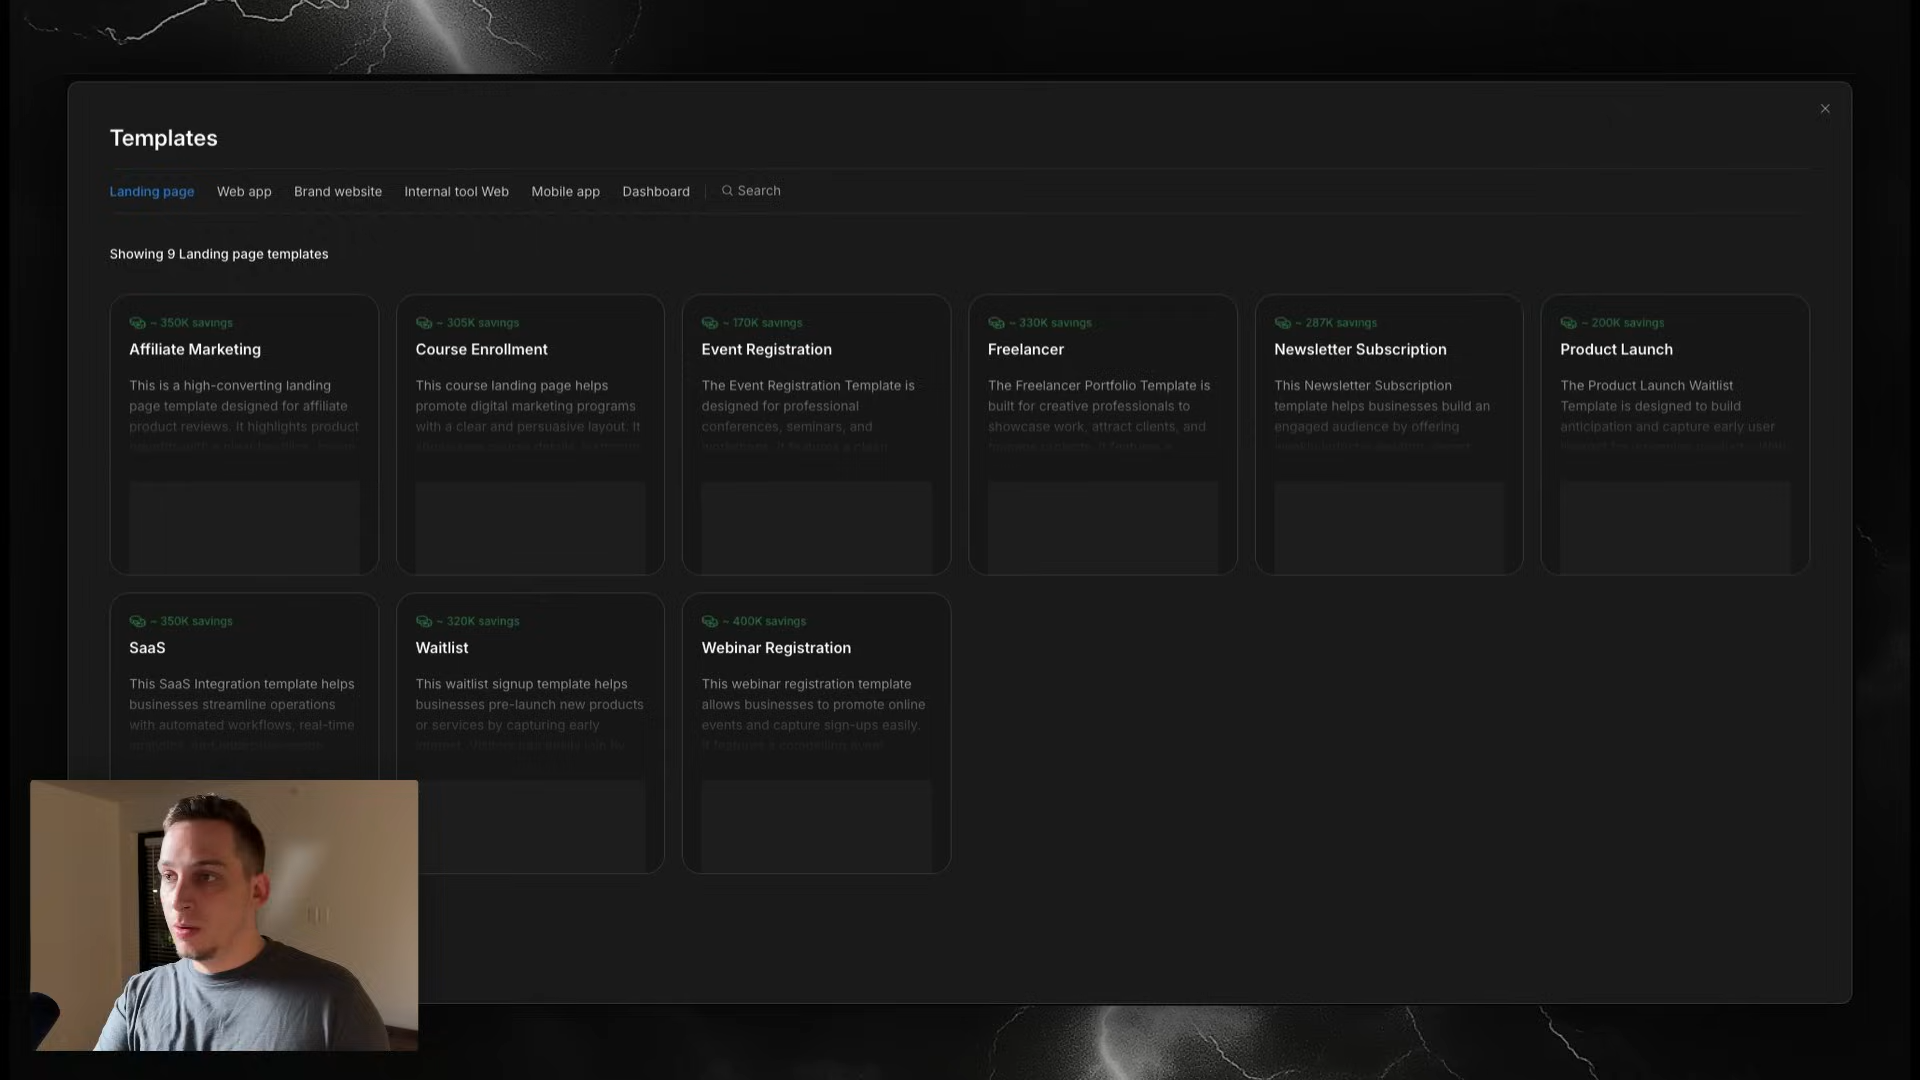 Templates
Landing page Web app Brand website Internal tool Web Mobile app Dashboard Search
Showing 9 Landing page templates
~ 350K savings
Affiliate Marketing
This is a high-converting landing
page template designed for affiliate
product reviews. It highlights product
~ 305K savings
Course Enrollment
This course landing page helps
promote digital marketing programs
with a clear and persuasive layout. It
~ 170K savings
Event Registration
The Event Registration Template is
designed for professional
conferences, seminars, and
workshops. It features a clean
~ 330K savings
Freelancer
The Freelancer Portfolio Template is
built for creative professionals to
showcase work, attract clients, and
~ 287K savings
Newsletter Subscription
This Newsletter Subscription
template helps businesses build an
engaged audience by offering
~ 200K savings
Product Launch
The Product Launch Waitlist
Template is designed to build
anticipation and capture early user
~ 350K savings
SaaS
This SaaS Integration template helps
businesses streamline operations
with automated workflows, real-time
~ 320K savings
Waitlist
This waitlist signup template helps
businesses pre-launch new products
or services by capturing early
~ 400K savings
Webinar Registration
This webinar registration template
allows businesses to promote online
events and capture sign-ups easily.
It features a compelling event